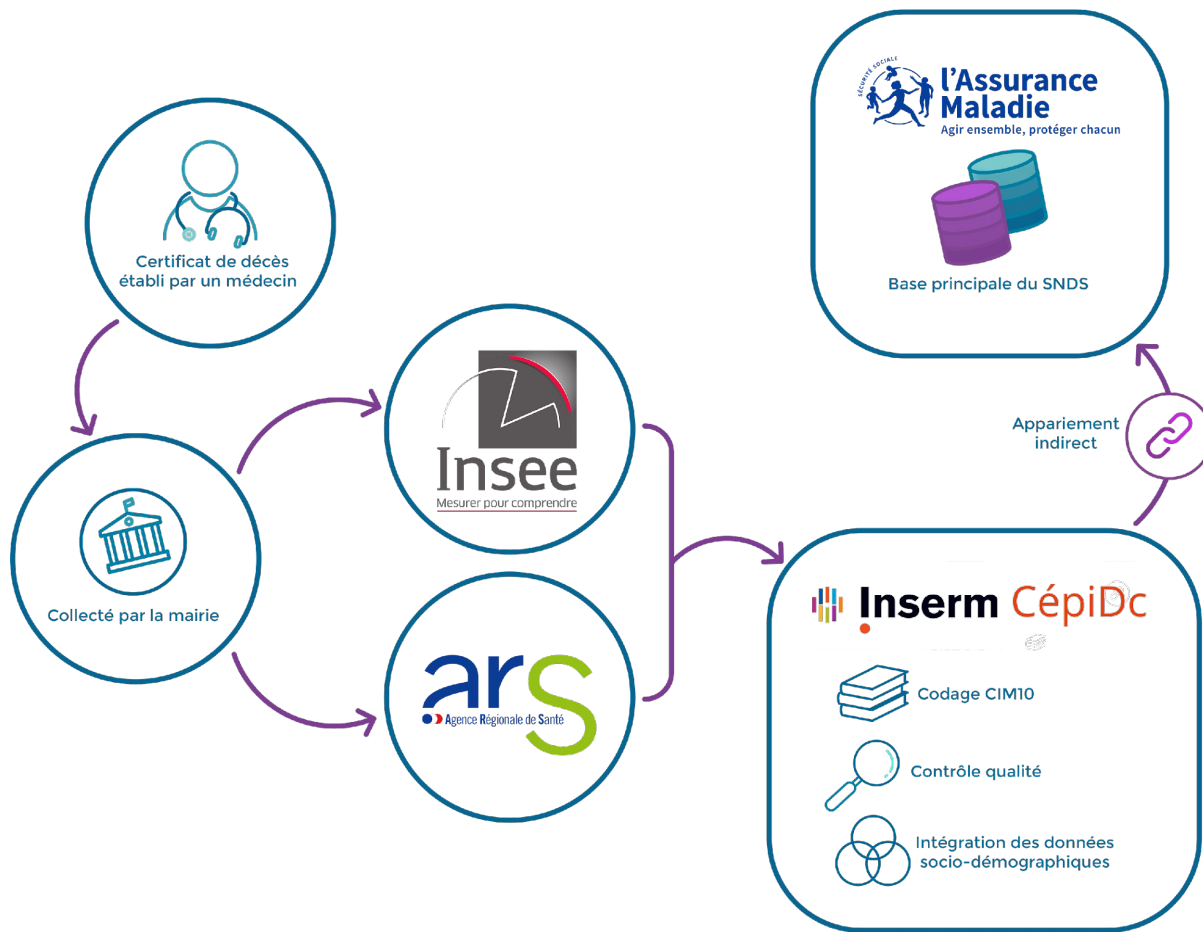 Certificat de décès
établi par un médecin
Collecté par la mairie
Insee
Mesurer pour comprendre
ars
Agence Régionale de Santé
Inserm CépiDc
Codage CIM10
Contrôle qualité
Intégration des données
socio-démographiques
Appariement
indirect
SÉCURITÉ SOCIALE
l'Assurance
Maladie
Agir ensemble, protéger chacun
Base principale du SNDS